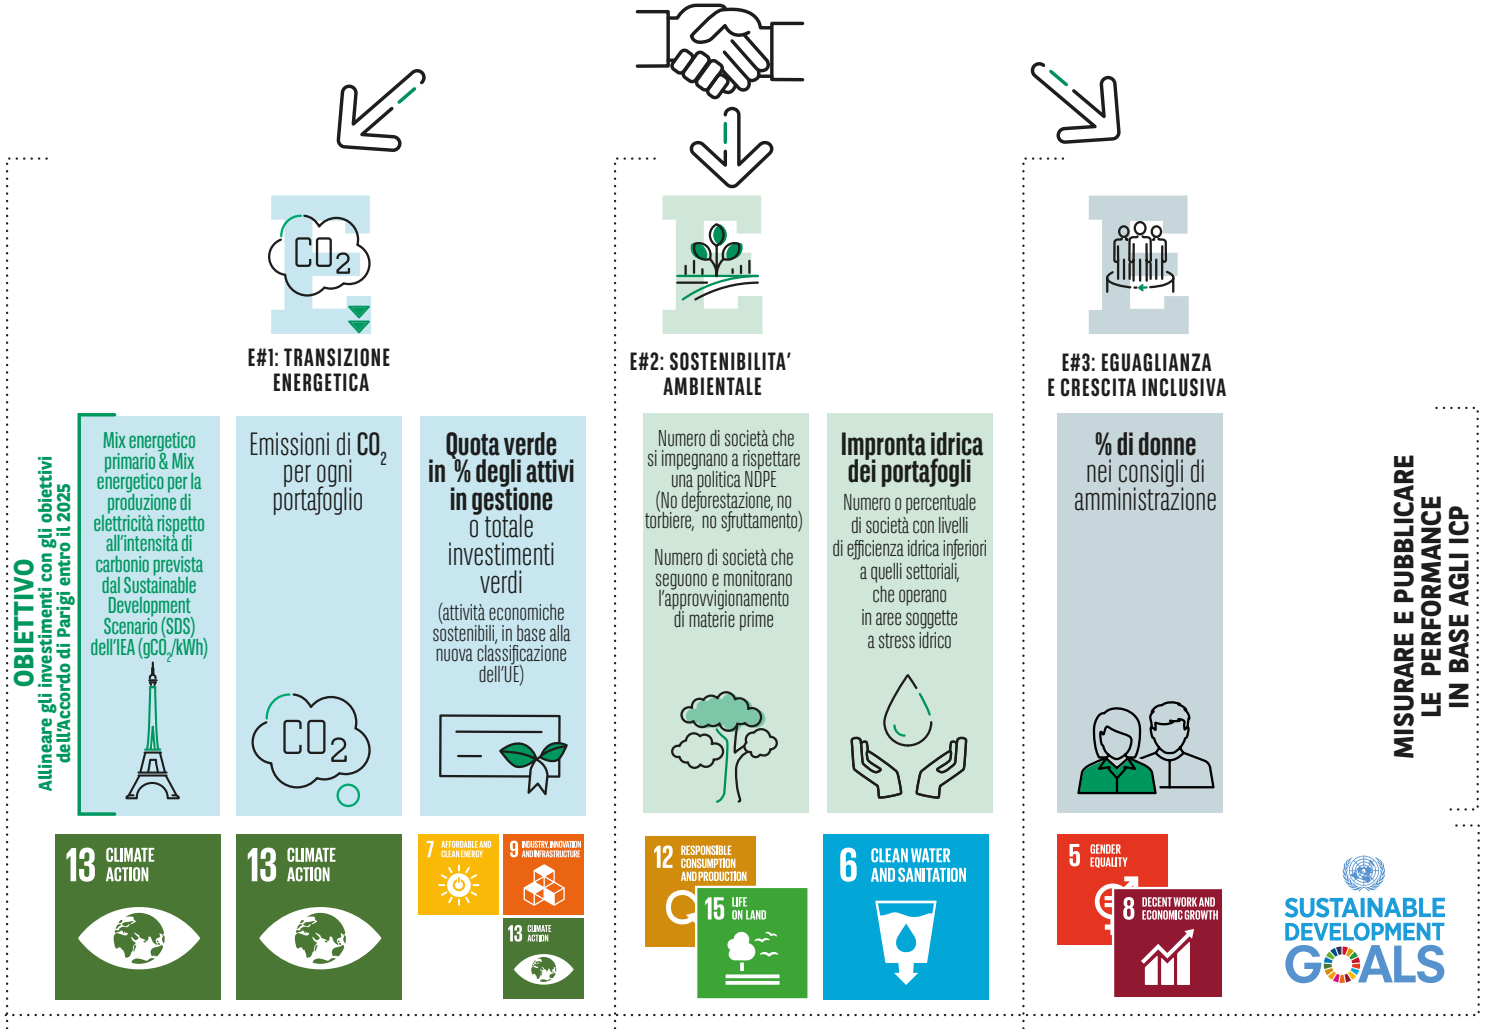 CO2
E#1: TRANSIZIONE
ENERGETICA
E#2: SOSTENIBILITA'
AMBIENTALE
E#3: EGUAGLIANZA
E CRESCITA INCLUSIVA
OBIETTIVO
Allineare gli investimenti con gli obiettivi
dell'Accordo di Parigi entro il 2025
Mix energetico
primario & Mix
energetico per la
produzione di
elettricità rispetto
all'intensità di
carbonio prevista
dal Sustainable
Development
Scenario (SDS)
dell'IEA (gCO2/kWh)
Emissioni di CO2
per ogni
portafoglio
CO2
Quota verde
in % degli attivi
in gestione
o totale
investimenti
verdi
(attività economiche
sostenibili, in base alla
nuova classificazione
dell'UE)
Numero di società che
si impegnano a rispettare
una politica NDPE
(No deforestazione, no
torbiere, no sfruttamento)
Numero di società che
seguono e monitorano
l'approvvigionamento
di materie prime
Impronta idrica
dei portafogli
Numero o percentuale
di società con livelli
di efficienza idrica inferiori
a quelli settoriali,
che operano
in aree soggette
a stress idrico
% di donne
nei consigli di
amministrazione
MISURARE E PUBBLICARE
LE PERFORMANCE
IN BASE AGLI ICP
13 CLIMATE
ACTION
13 CLIMATE
ACTION
7 AFFORDABLE AND
CLEAN ENERGY
9 INDUSTRY, INNOVATION
AND INFRASTRUCTURE
13 CLIMATE
ACTION
12 RESPONSIBLE
CONSUMPTION
AND PRODUCTION
15 LIFE
ON LAND
6 CLEAN WATER
AND SANITATION
5 GENDER
EQUALITY
8 DECENT WORK AND
ECONOMIC GROWTH
SUSTAINABLE
DEVELOPMENT
GOALS